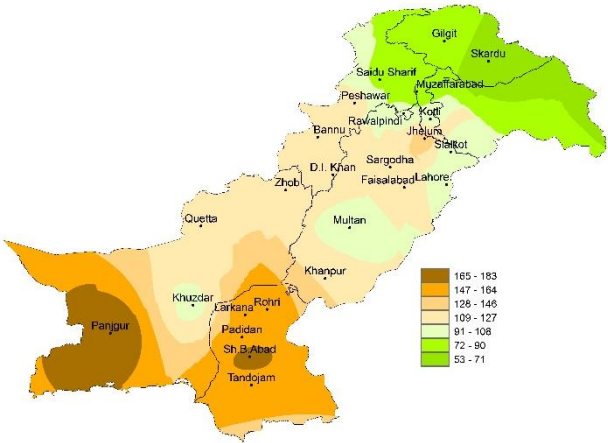 Gilgit
Skardu
Saidu Sharif
Muzaffarabad
Peshawar
Rawalpindi
Kotli
Bannu
Jhelum
Sialkot
D.I. Khan
Sargodha
Zhob
Faisalabad
Lahore
Quetta
Multan
Khanpur
Khuzdar
Larkana
Rohri
Panjgur
Padidan
Sh.B.Abad
Tandojam
165 - 183
147 - 164
128 - 146
109 - 127
91 - 108
72 - 90
53 - 71